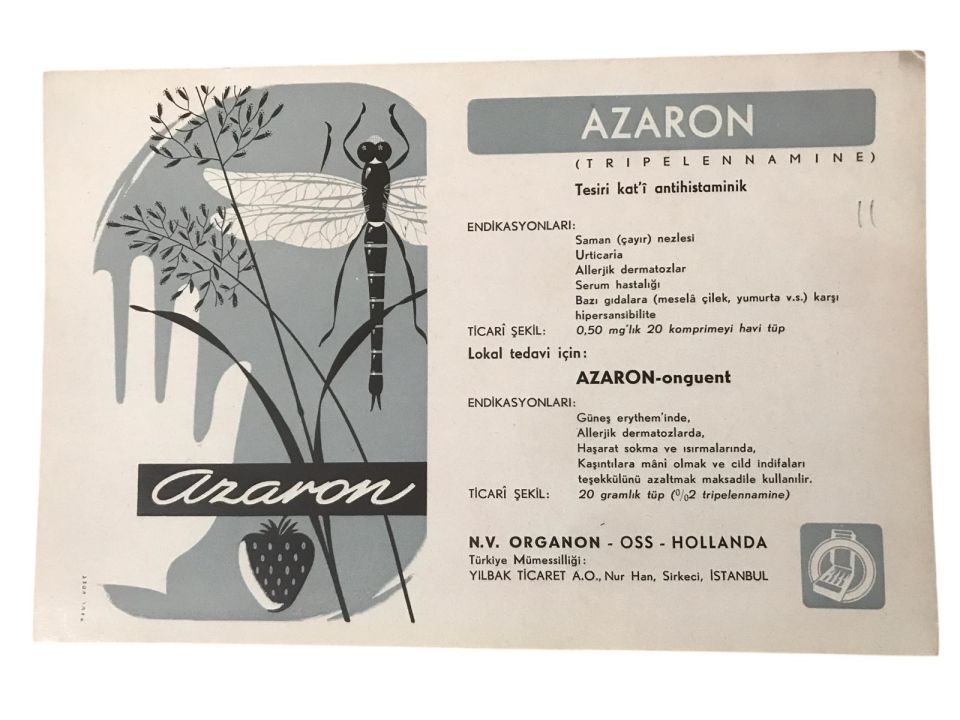 azaron
AZARON
(TRIPELENNAMINE)
Tesiri kat'î antihistaminik
ENDİKASYONLARI:
Saman (çayır) nezlesi
Urticaria
Allerjik dermatozlar
Serum hastalığı
Bazı gıdalara (meselâ çilek, yumurta v.s.) karşı
hipersansibilite
TİCARÎ ŞEKİL: 0,50 mg'lık 20 komprimeyi havi tüp
Lokal tedavi için:
AZARON-onguent
ENDİKASYONLARI:
Güneş erythem'inde,
Allerjik dermatozlarda,
Haşarat sokma ve ısırmalarında,
Kaşıntılara mâni olmak ve cild indifaları
teşekkülünü azaltmak maksadile kullanılır.
TİCARÎ ŞEKİL: 20 gramlık tüp (%2 tripelennamine)
N.V. ORGANON - OSS - HOLLANDA
Türkiye Mümessilliği:
YILBAK TİCARET A.O., Nur Han, Sirkeci, İSTANBUL